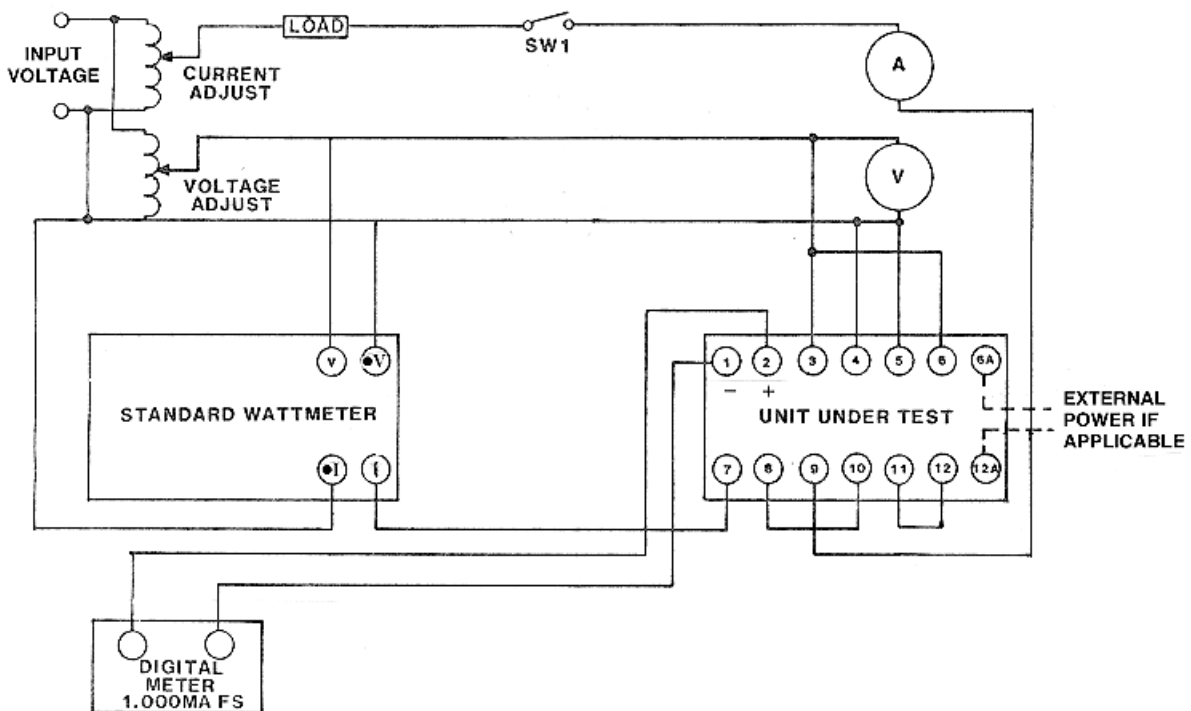 LOAD
SW1
A
INPUT
VOLTAGE
CURRENT
ADJUST
V
VOLTAGE
ADJUST
V •V
STANDARD WATTMETER
•I
1 2 3 4 5 6 6A
- +
UNIT UNDER TEST
7 8 9 10 11 12 12A
EXTERNAL
POWER IF
APPLICABLE
DIGITAL
METER
1.000MA FS